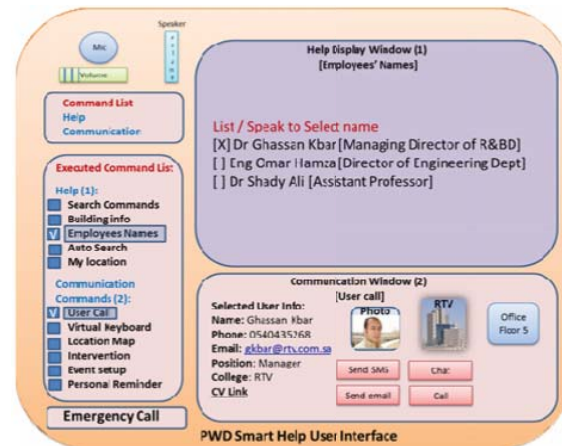 Speaker
Mic
Volume
Volume
Command List
Help
Communication
Executed Command List:
Help (1):
Search Commands
Building info
Employees Names
Auto Search
My location
Communication
Commands (2):
User Call
Virtual Keyboard
Location Map
Intervention
Event setup
Personal Reminder
Emergency Call
Help Display Window (1)
[Employees' Names]
List / Speak to Select name
[X] Dr Ghassan Kbar[Managing Director of R&BD]
[ ] Eng Omar Hamza[Director of Engineering Dept]
[ ] Dr Shady Ali [Assistant Professor]
Communication Window (2)
[User call]
Selected User Info:
Name: Ghassan Kbar
Phone: 0540435268
Email: gkbar@rtv.com.sa
Position: Manager
College: RTV
CV Link
Photo
RTV
Office
Floor 5
Send SMS
Chat
Send email
Call
PWD Smart Help User Interface